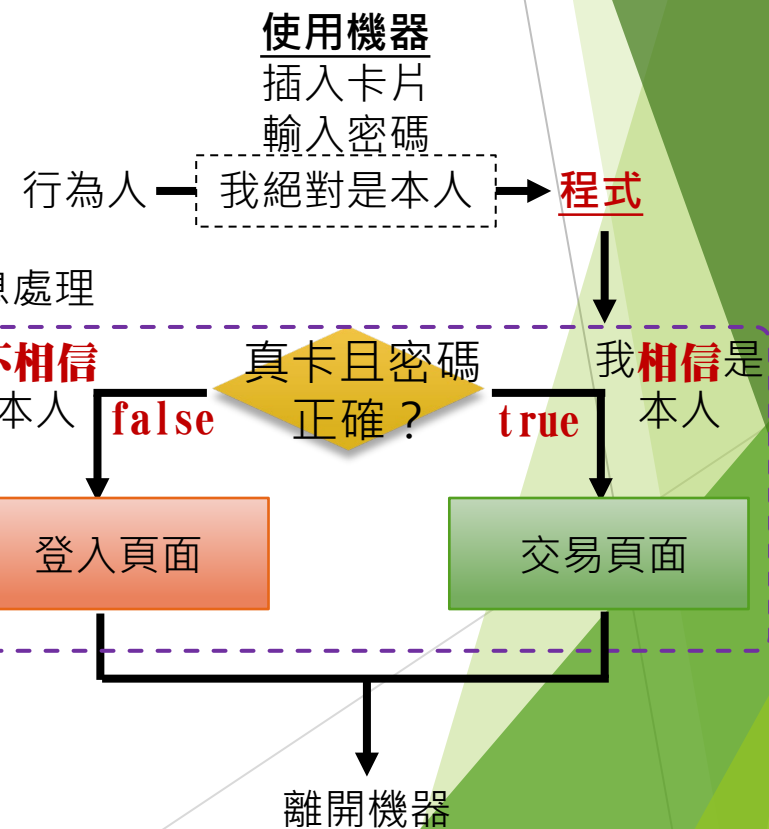 使用機器
插入卡片
輸入密碼
行為人
我絕對是本人
程式
息處理
不相信
本人
false
真卡且密碼
正確？
true
我相信是
本人
登入頁面
交易頁面
離開機器